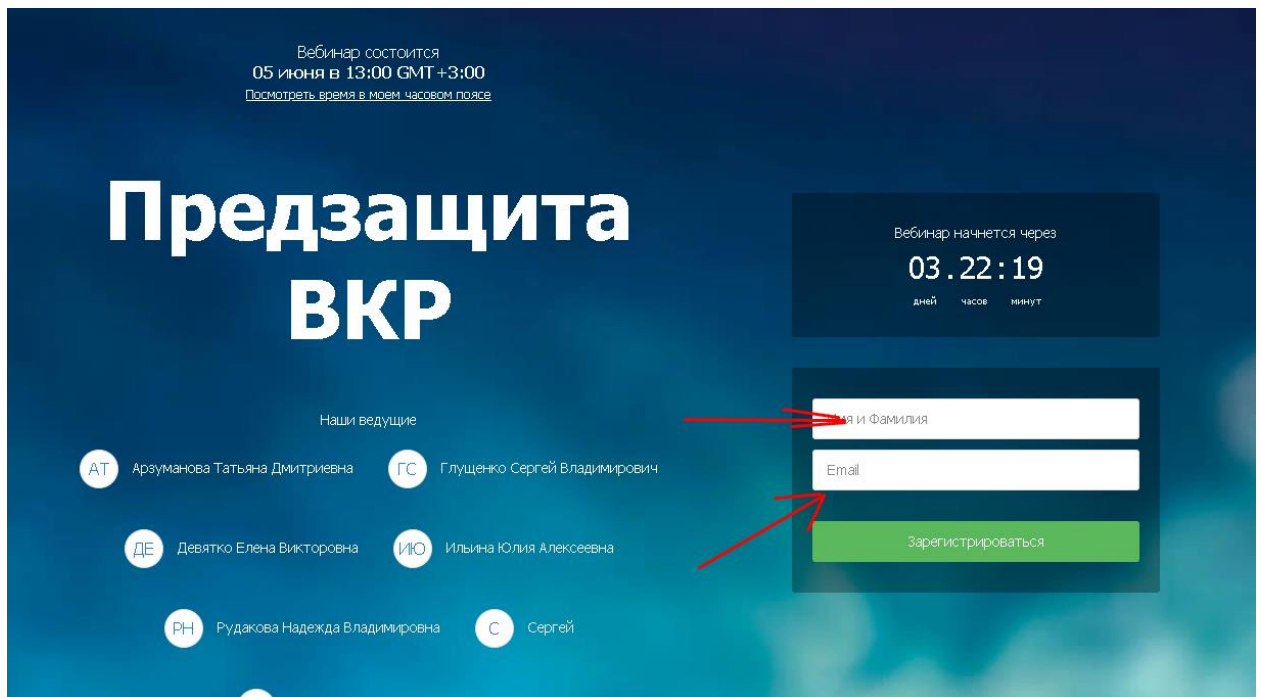 Вебинар состоится
05 июня в 13:00 GMT+3:00
Посмотреть время в моем часовом поясе
Предзащита
ВКР
Наши ведущие
АТ Арзуманова Татьяна Дмитриевна
ГС Глущенко Сергей Владимирович
ДЕ Девятко Елена Викторовна
ИЮ Ильина Юлия Алексеевна
РН Рудакова Надежда Владимировна
С Сергей
Вебинар начнется через
03.22:19
дней часов минут
Имя и Фамилия
Email
Зарегистрироваться